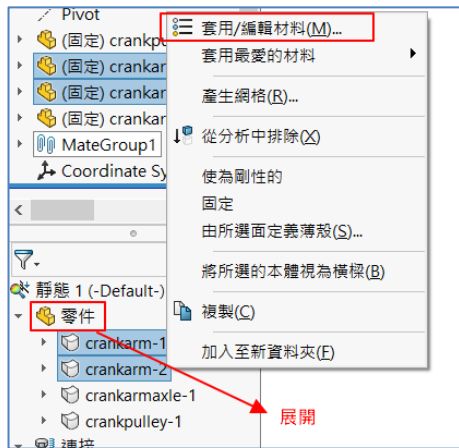 Pivot
(固定) crankpu
(固定) crankar
(固定) crankar
(固定) crankar
MateGroup1
Coordinate Sy
套用/編輯材料(M)...
套用最愛的材料
產生網格(R)...
從分析中排除(X)
使為剛性的
固定
由所選面定義薄殼(S)...
將所選的本體視為橫樑(B)
複製(C)
加入至新資料夾(F)
靜態 1 (-Default-)
零件
crankarm-1
crankarm-2
crankarmaxle-1
crankpulley-1
連接
展開